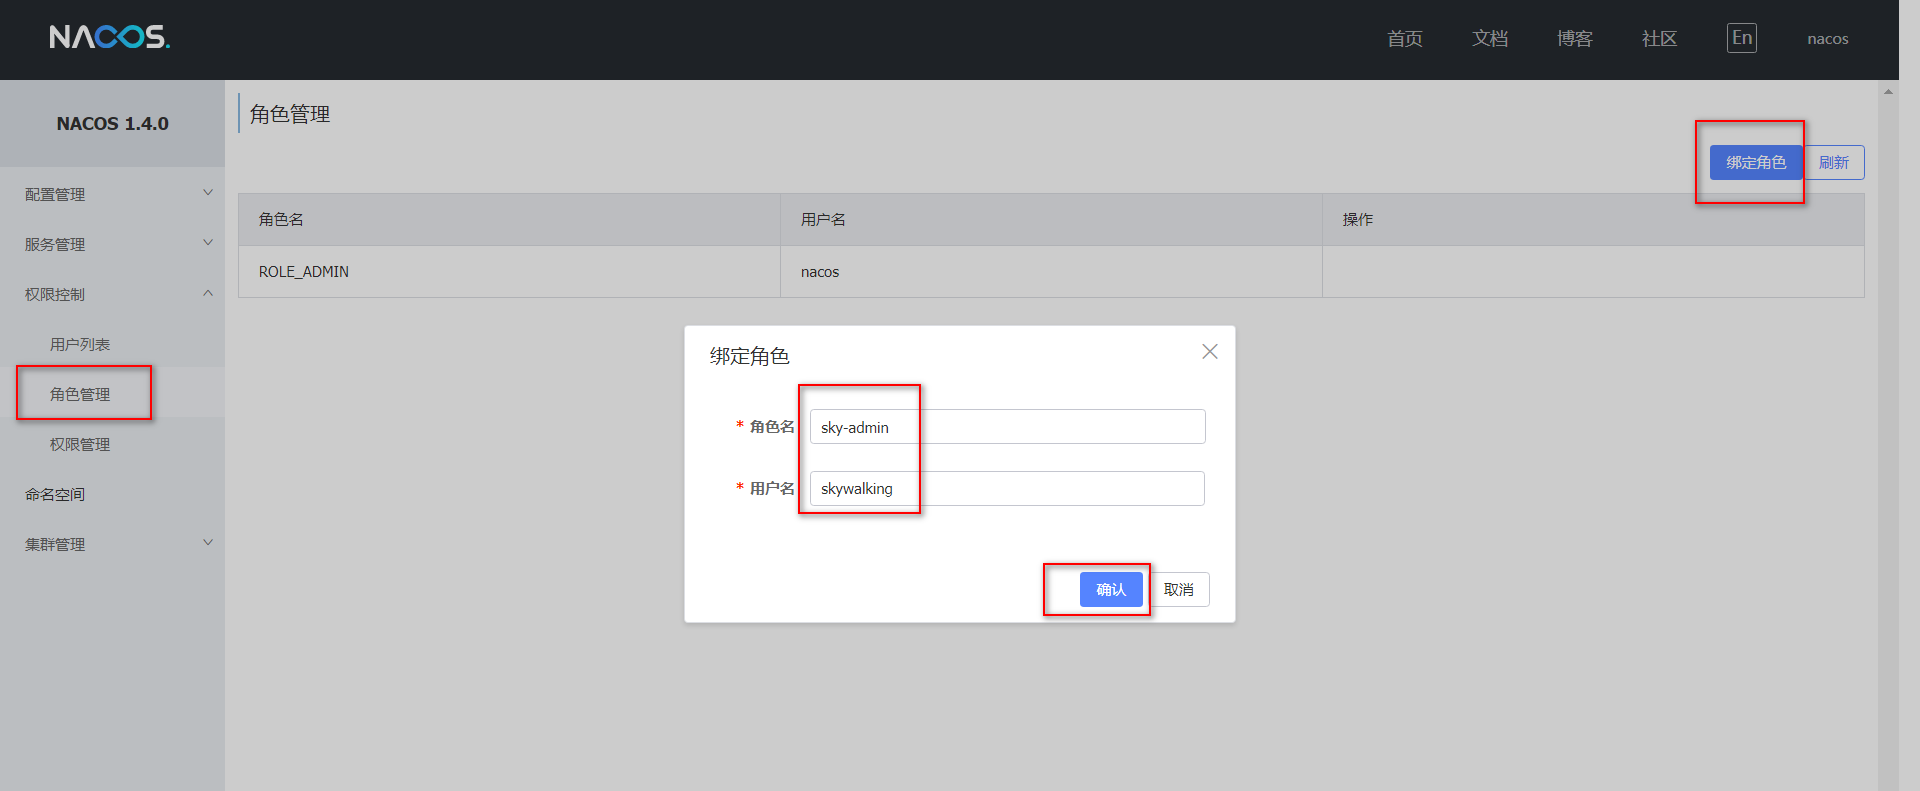 NACOS.
首页 文档 博客 社区 En nacos
NACOS 1.4.0
配置管理
服务管理
权限控制
用户列表
角色管理
权限管理
命名空间
集群管理
角色管理
绑定角色 刷新
角色名 用户名 操作
ROLE_ADMIN nacos
绑定角色
* 角色名 sky-admin
* 用户名 skywalking
确认 取消